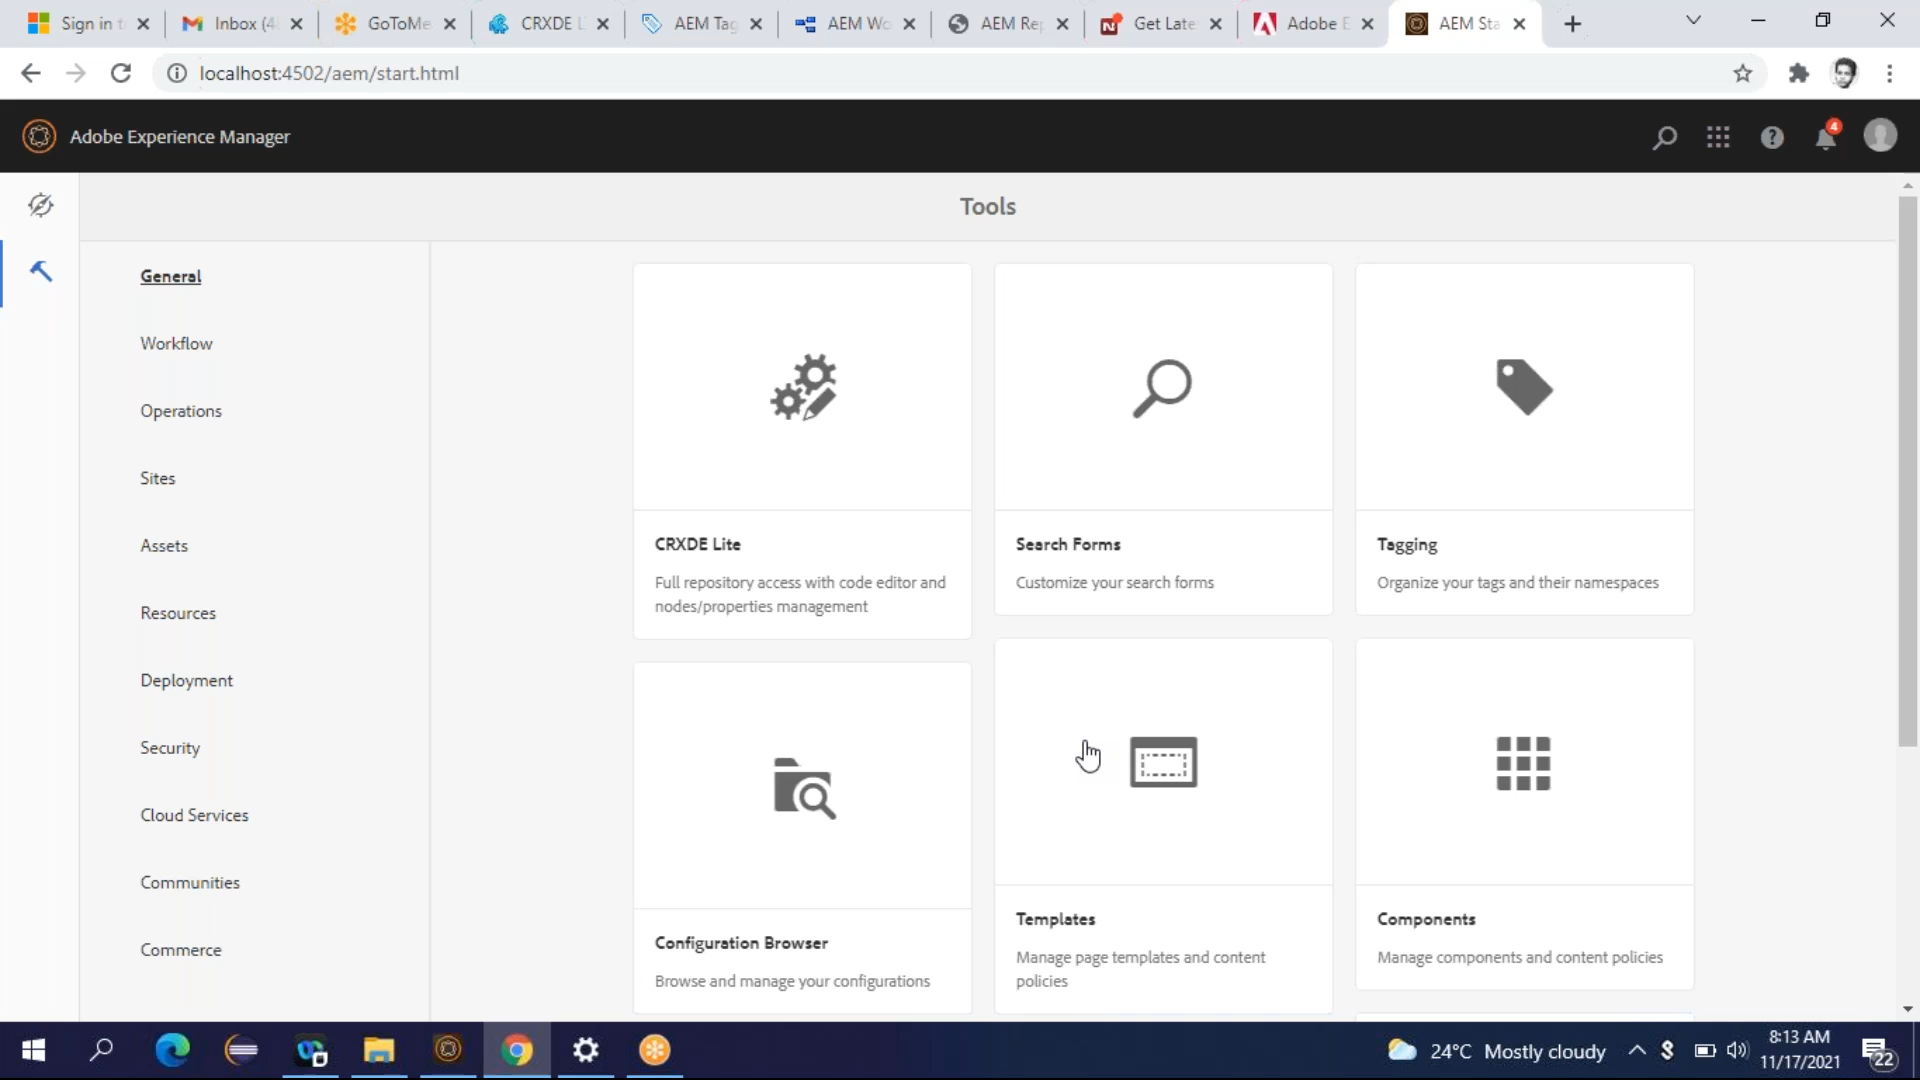 Sign in t
Inbox (4
GoToMe
CRXDE L
AEM Tag
AEM Wo
AEM Rep
Get Late
Adobe E
AEM Sta
localhost:4502/aem/start.html
Adobe Experience Manager
4
Tools
General
Workflow
Operations
Sites
Assets
Resources
Deployment
Security
Cloud Services
Communities
Commerce
CRXDE Lite
Full repository access with code editor and
nodes/properties management
Search Forms
Customize your search forms
Tagging
Organize your tags and their namespaces
Configuration Browser
Browse and manage your configurations
Templates
Manage page templates and content
policies
Components
Manage components and content policies
24°C Mostly cloudy
8:13 AM
11/17/2021
22